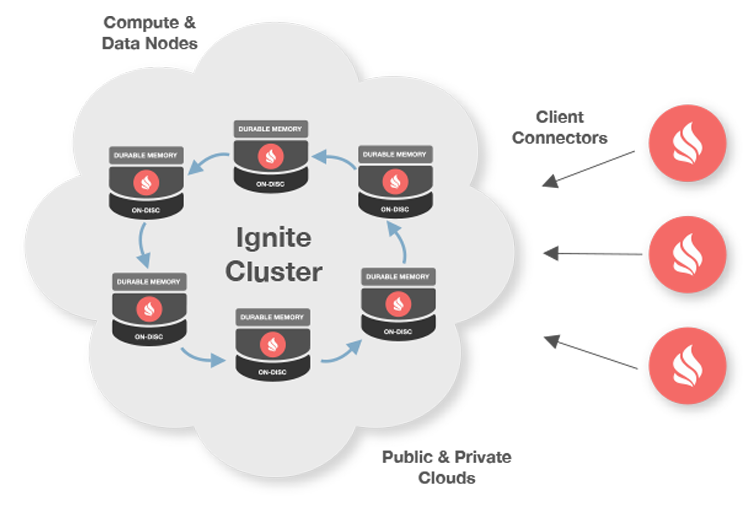 Compute &
Data Nodes
Client
Connectors
DURABLE MEMORY
ON-DISC
DURABLE MEMORY
ON-DISC
DURABLE MEMORY
ON-DISC
Ignite
Cluster
DURABLE MEMORY
ON-DISC
DURABLE MEMORY
ON-DISC
DURABLE MEMORY
ON-DISC
Public & Private
Clouds